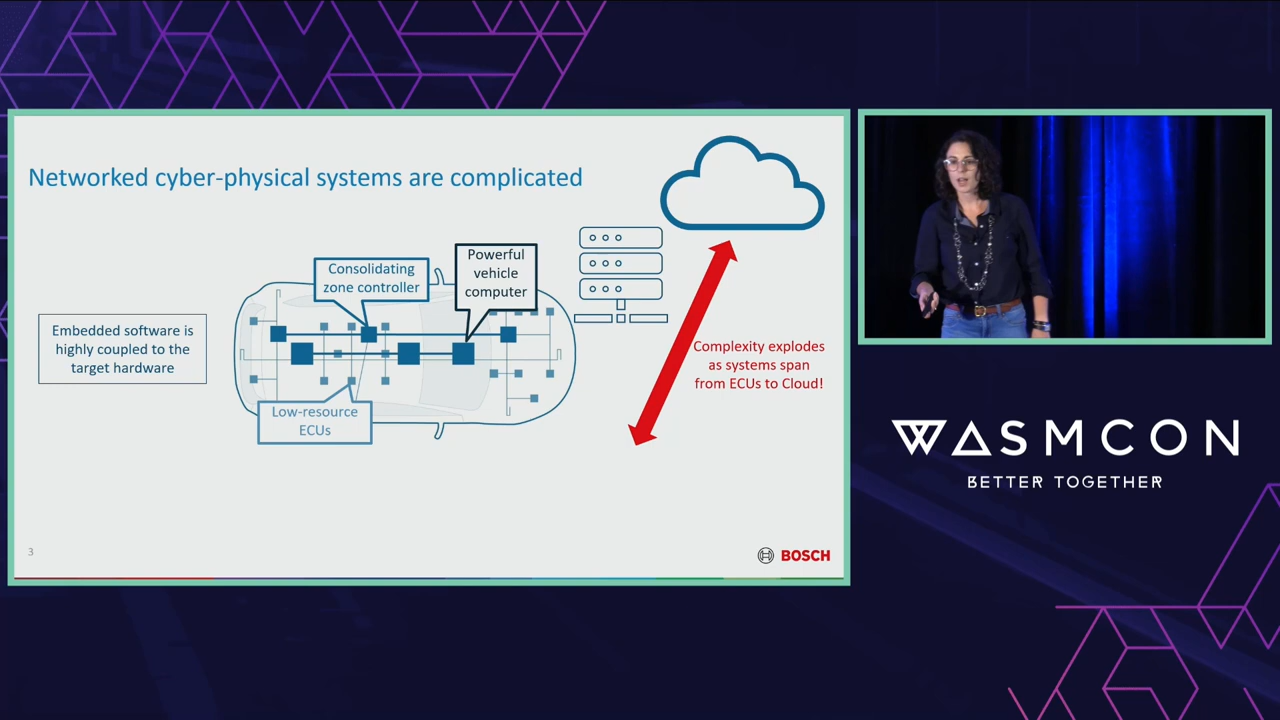 Networked cyber-physical systems are complicated
Consolidating
zone controller
Powerful
vehicle
computer
Embedded software is
highly coupled to the
target hardware
Low-resource
ECUs
Complexity explodes
as systems span
from ECUs to Cloud!
3
BOSCH
WASMCON
BETTER TOGETHER